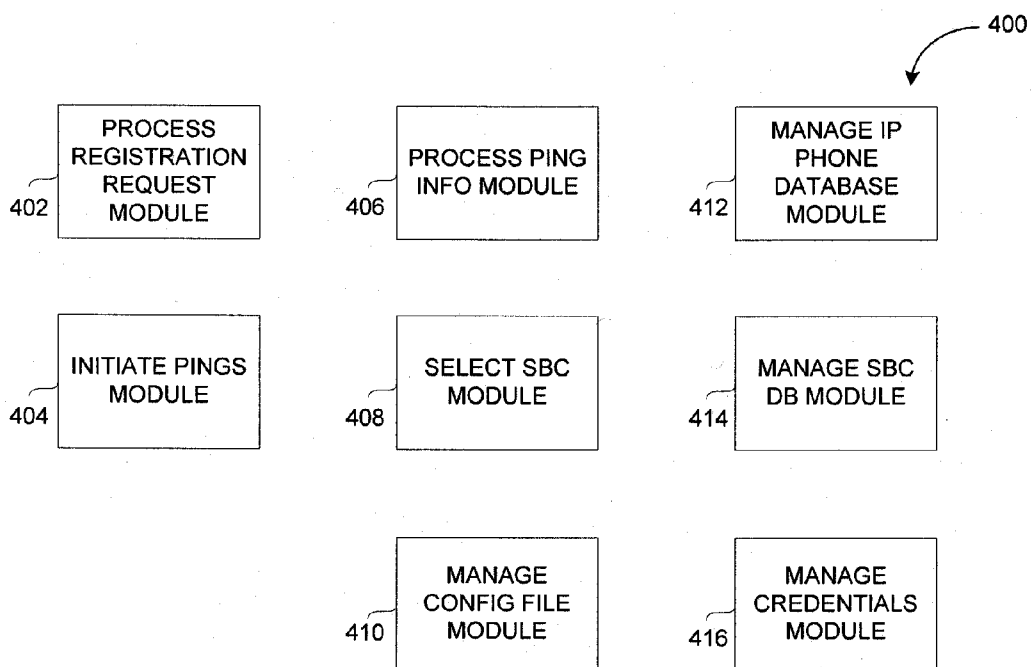 400
PROCESS
REGISTRATION
REQUEST
MODULE
402
PROCESS PING
INFO MODULE
406
MANAGE IP
PHONE
DATABASE
MODULE
412
INITIATE PINGS
MODULE
404
SELECT SBC
MODULE
408
MANAGE SBC
DB MODULE
414
MANAGE
CONFIG FILE
MODULE
410
MANAGE
CREDENTIALS
MODULE
416